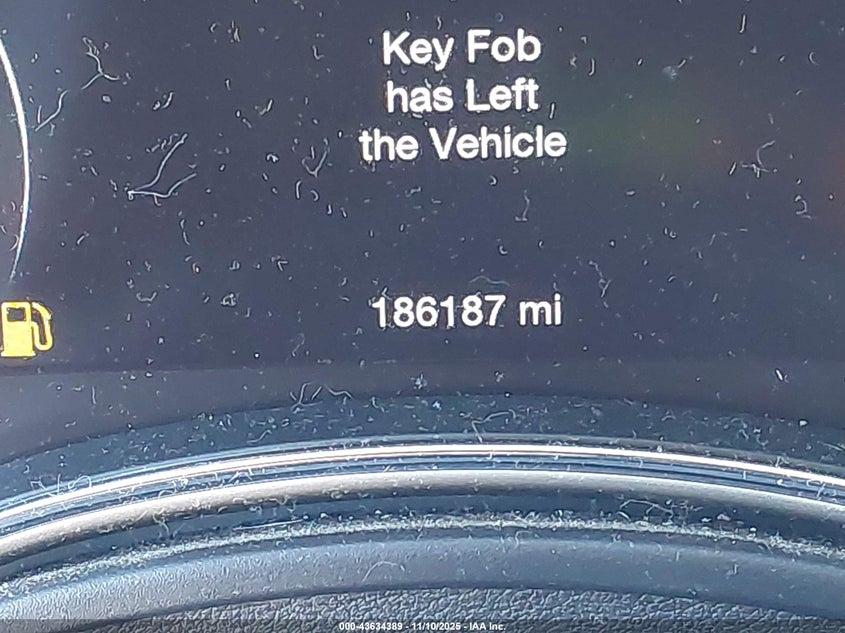 Key Fob
has Left
the Vehicle
186187 mi
000-43634389 - 11/10/2025 - IAA Inc.